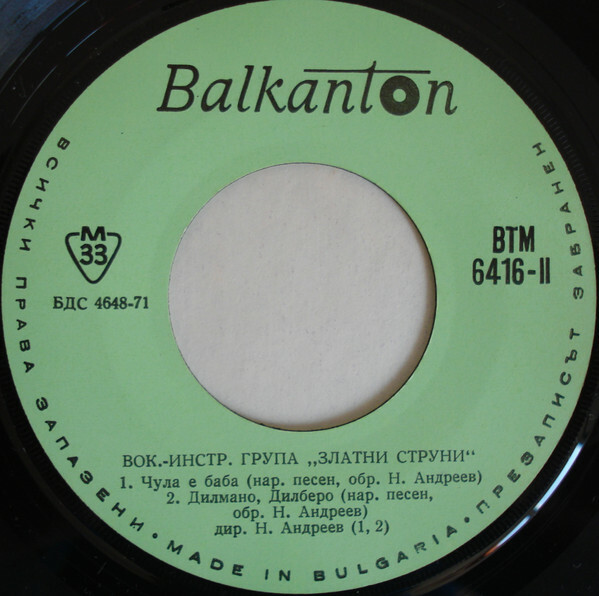 Balkanton
ВСИЧКИ ПРАВА ЗАПАЗЕНИ • MADE IN BULGARIA • ПРЕЗАПИСЪТ ЗАБРАНЕН
М
33
БДС 4648-71
ВТМ
6416-II
ВОК.-ИНСТР. ГРУПА „ЗЛАТНИ СТРУНИ“
1. Чула е баба (нар. песен, обр. Н. Андреев)
2. Дилмано, Дилберо (нар. песен,
обр. Н. Андреев)
дир. Н. Андреев (1, 2)